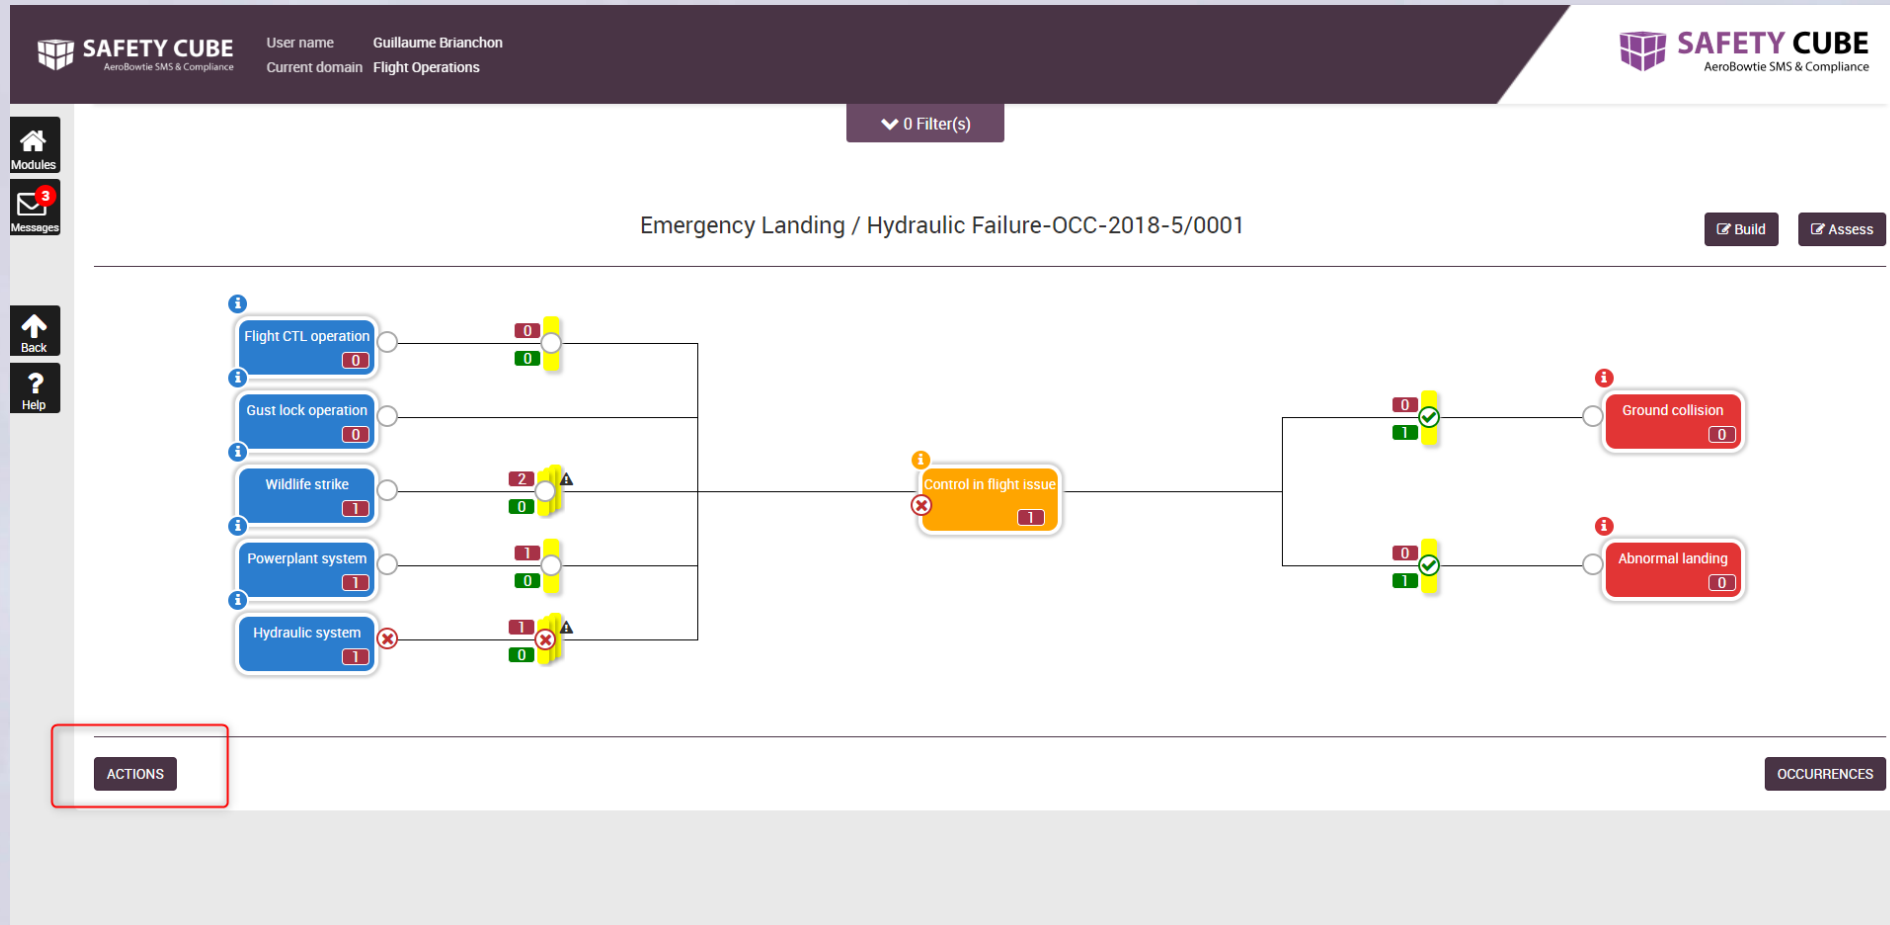 SAFETY CUBE
AeroBowtie SMS & Compliance
User name Guillaume Brianchon
Current domain Flight Operations
SAFETY CUBE
AeroBowtie SMS & Compliance
0 Filter(s)
Modules
3
Messages
Back
?
Help
Emergency Landing / Hydraulic Failure-OCC-2018-5/0001
Build
Assess
Flight CTL operation
0
0
0
Gust lock operation
0
Wildlife strike
1
2
0
Powerplant system
1
1
0
Hydraulic system
1
1
0
Control in flight issue
1
0
1
Ground collision
0
0
1
Abnormal landing
0
ACTIONS
OCCURRENCES